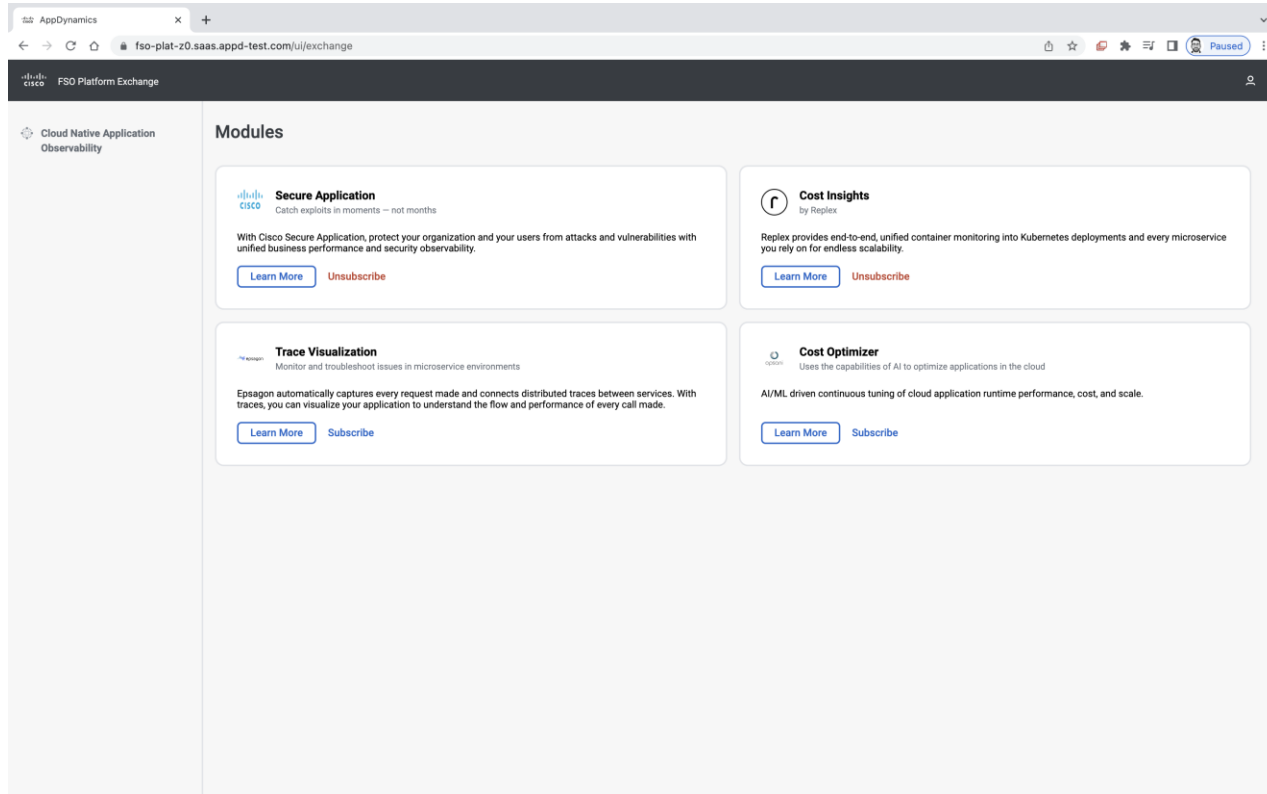 AppDynamics
fso-plat-z0.saas.appd-test.com/ui/exchange
Paused
CISCO
FSO Platform Exchange
Cloud Native Application
Observability
Modules
CISCO
Secure Application
Catch exploits in moments — not months
With Cisco Secure Application, protect your organization and your users from attacks and vulnerabilities with
unified business performance and security observability.
Learn More
Unsubscribe
r
Cost Insights
by Replex
Replex provides end-to-end, unified container monitoring into Kubernetes deployments and every microservice
you rely on for endless scalability.
Learn More
Unsubscribe
epsagon
Trace Visualization
Monitor and troubleshoot issues in microservice environments
Epsagon automatically captures every request made and connects distributed traces between services. With
traces, you can visualize your application to understand the flow and performance of every call made.
Learn More
Subscribe
Cost Optimizer
Uses the capabilities of AI to optimize applications in the cloud
AI/ML driven continuous tuning of cloud application runtime performance, cost, and scale.
Learn More
Subscribe